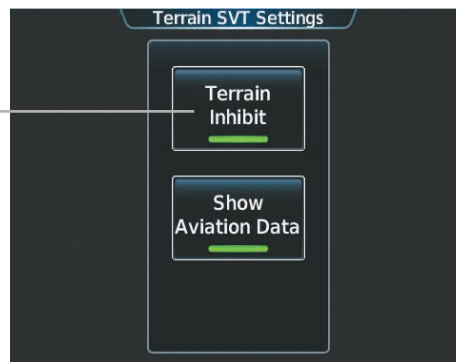 Terrain SVT Settings
Terrain
Inhibit
Show
Aviation Data